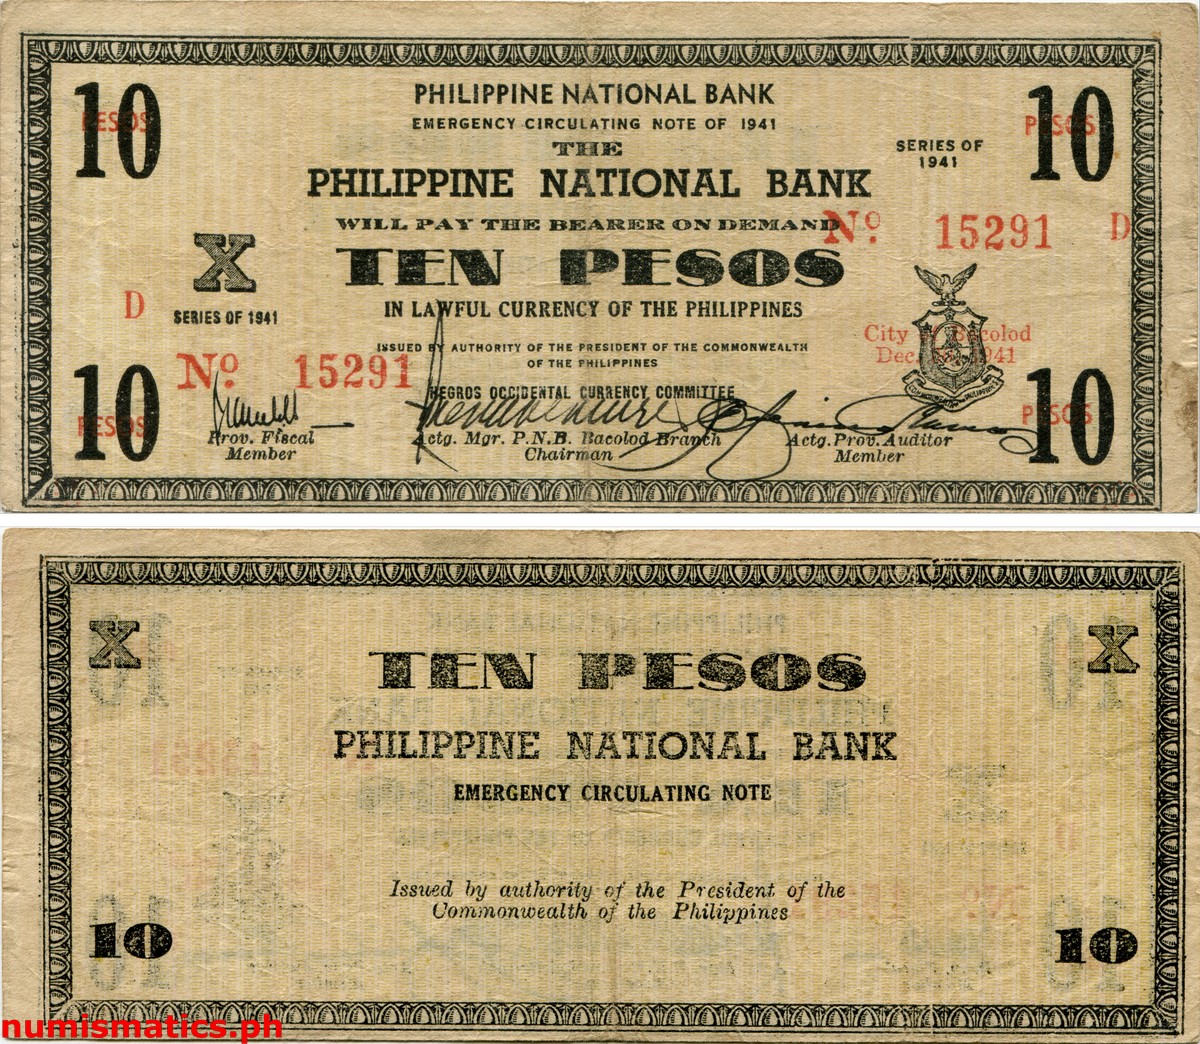 10 PESOS
PHILIPPINE NATIONAL BANK
EMERGENCY CIRCULATING NOTE OF 1941
10 PESOS
THE
SERIES OF
1941
PHILIPPINE NATIONAL BANK
WILL PAY THE BEARER ON DEMAND
No. 15291 D
X
TEN PESOS
D
SERIES OF 1941
IN LAWFUL CURRENCY OF THE PHILIPPINES
City of Bacolod
Dec. 1941
ISSUED BY AUTHORITY OF THE PRESIDENT OF THE COMMONWEALTH
OF THE PHILIPPINES
No. 15291
10 PESOS
NEGROS OCCIDENTAL CURRENCY COMMITTEE
10 PESOS
Prov. Fiscal
Member
Actg. Mgr. P.N.B. Bacolod Branch
Chairman
Actg. Prov. Auditor
Member
X
X
TEN PESOS
PHILIPPINE NATIONAL BANK
EMERGENCY CIRCULATING NOTE
Issued by authority of the President of the
Commonwealth of the Philippines
10
10
numismatics.ph